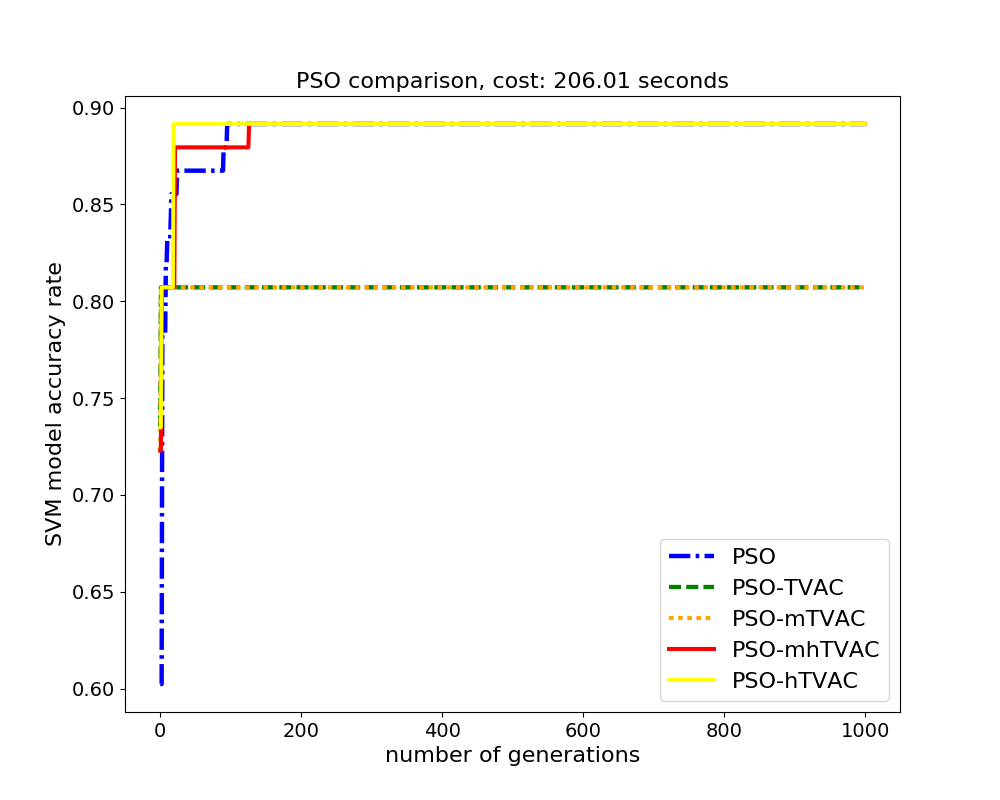 PSO comparison, cost: 206.01 seconds
SVM model accuracy rate
0.90
0.85
0.80
0.75
0.70
0.65
0.60
0
200
400
600
800
1000
number of generations
PSO
PSO-TVAC
PSO-mTVAC
PSO-mhTVAC
PSO-hTVAC